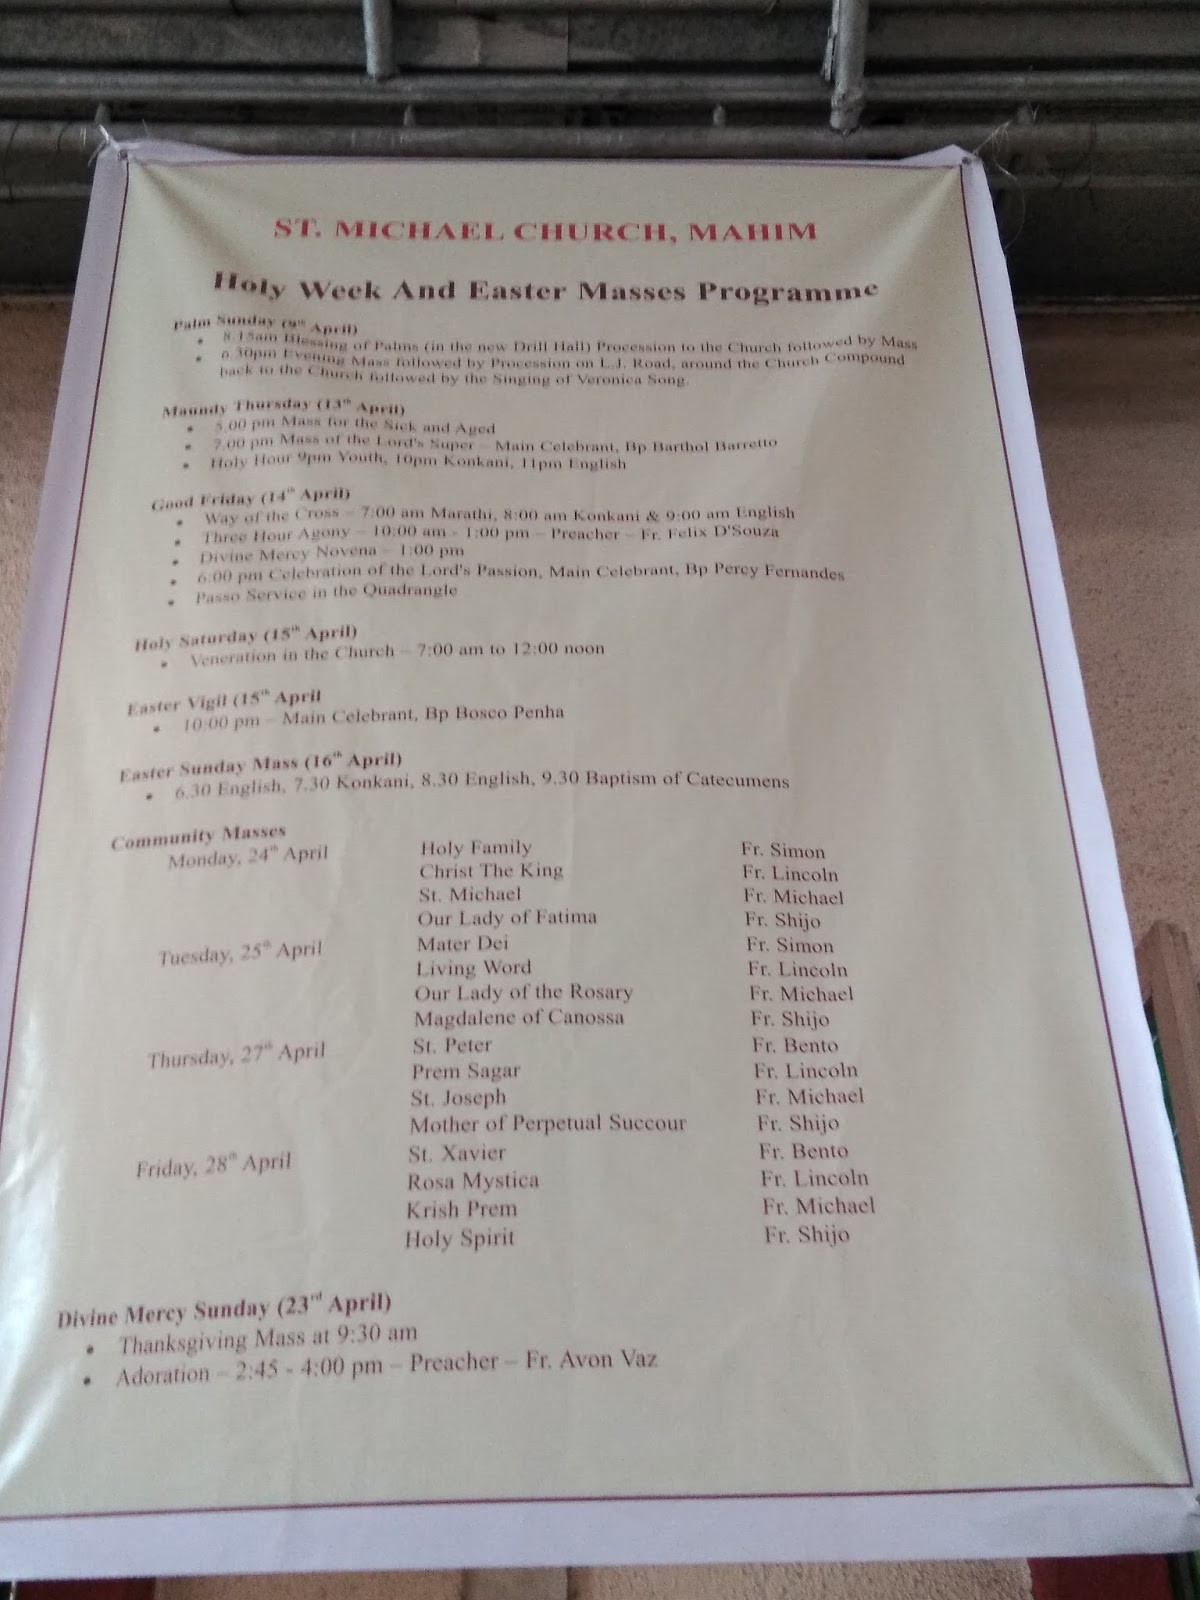 ST. MICHAEL CHURCH, MAHIM
Holy Week And Easter Masses Programme
Palm Sunday (9th April)
• 8.15am Blessing of Palms (in the new Drill Hall) Procession to the Church followed by Mass
• 6.30pm Evening Mass followed by Procession on L.J. Road, around the Church Compound
back to the Church followed by the Singing of Veronica Song.
Maundy Thursday (13th April)
• 5.00 pm Mass for the Sick and Aged
• 7.00 pm Mass of the Lord's Super – Main Celebrant, Bp Barthol Barretto
• Holy Hour 9pm Youth, 10pm Konkani, 11pm English
Good Friday (14th April)
• Way of the Cross – 7:00 am Marathi, 8:00 am Konkani & 9:00 am English
• Three Hour Agony – 10:00 am - 1:00 pm – Preacher – Fr. Felix D'Souza
• Divine Mercy Novena – 1:00 pm
• 6:00 pm Celebration of the Lord's Passion, Main Celebrant, Bp Percy Fernandes
• Passo Service in the Quadrangle
Holy Saturday (15th April)
• Veneration in the Church – 7:00 am to 12:00 noon
Easter Vigil (15th April
• 10:00 pm – Main Celebrant, Bp Bosco Penha
Easter Sunday Mass (16th April)
• 6.30 English, 7.30 Konkani, 8.30 English, 9.30 Baptism of Catecumens
Community Masses
Monday, 24th April Holy Family Fr. Simon
Christ The King Fr. Lincoln
St. Michael Fr. Michael
Our Lady of Fatima Fr. Shijo
Tuesday, 25th April Mater Dei Fr. Simon
Living Word Fr. Lincoln
Our Lady of the Rosary Fr. Michael
Magdalene of Canossa Fr. Shijo
Thursday, 27th April St. Peter Fr. Bento
Prem Sagar Fr. Lincoln
St. Joseph Fr. Michael
Mother of Perpetual Succour Fr. Shijo
Friday, 28th April St. Xavier Fr. Bento
Rosa Mystica Fr. Lincoln
Krish Prem Fr. Michael
Holy Spirit Fr. Shijo
Divine Mercy Sunday (23rd April)
• Thanksgiving Mass at 9:30 am
• Adoration – 2:45 - 4:00 pm – Preacher – Fr. Avon Vaz